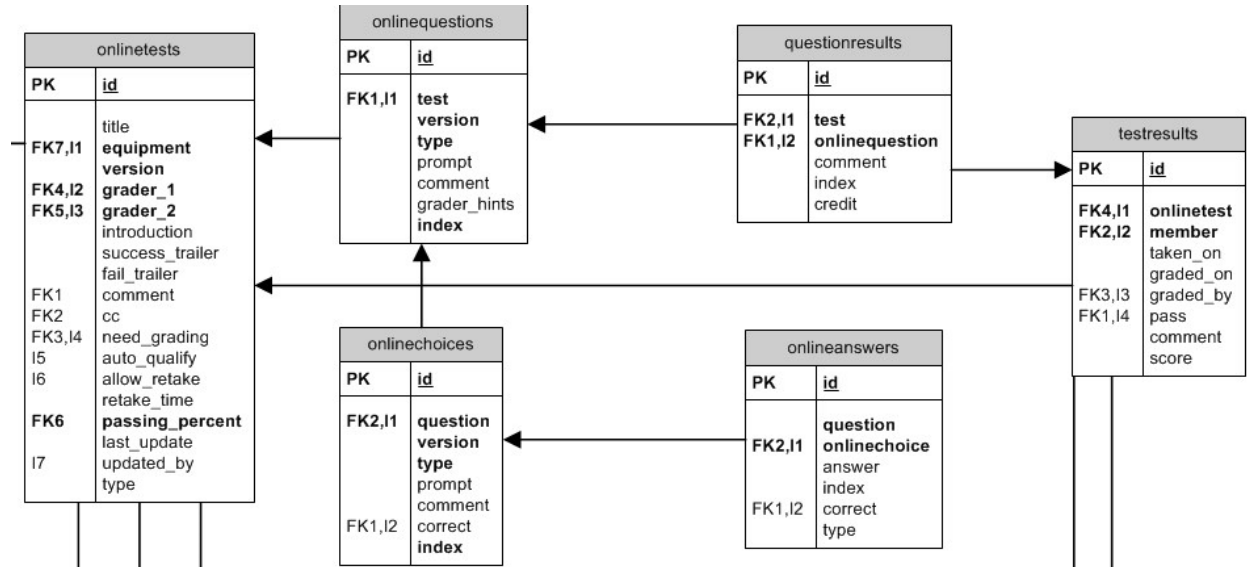 onlinetests
PK id
title
FK7,I1 equipment
version
FK4,I2 grader_1
FK5,I3 grader_2
introduction
success_trailer
fail_trailer
FK1 comment
FK2 cc
FK3,I4 need_grading
I5 auto_qualify
I6 allow_retake
retake_time
FK6 passing_percent
last_update
I7 updated_by
type
onlinequestions
PK id
FK1,I1 test
version
type
prompt
comment
grader_hints
index
questionresults
PK id
FK2,I1 test
FK1,I2 onlinequestion
comment
index
credit
testresults
PK id
FK4,I1 onlinetest
FK2,I2 member
taken_on
graded_on
FK3,I3 graded_by
FK1,I4 pass
comment
score
onlinechoices
PK id
FK2,I1 question
version
type
prompt
comment
FK1,I2 correct
index
onlineanswers
PK id
question
FK2,I1 onlinechoice
answer
index
FK1,I2 correct
type